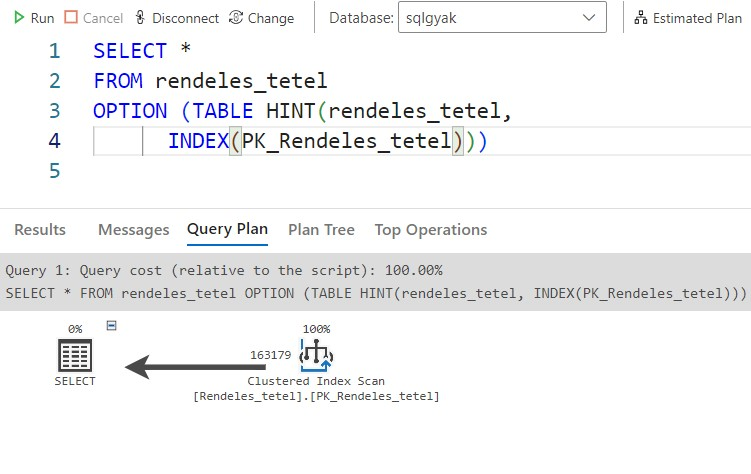 Run Cancel Disconnect Change Database: sqlgyak Estimated Plan
1 SELECT *
2 FROM rendeles_tetel
3 OPTION (TABLE HINT(rendeles_tetel,
4 INDEX(PK_Rendeles_tetel)))
5
Results Messages Query Plan Plan Tree Top Operations
Query 1: Query cost (relative to the script): 100.00%
SELECT * FROM rendeles_tetel OPTION (TABLE HINT(rendeles_tetel, INDEX(PK_Rendeles_tetel)))
0% 100%
163179
SELECT Clustered Index Scan
[Rendeles_tetel].[PK_Rendeles_tetel]